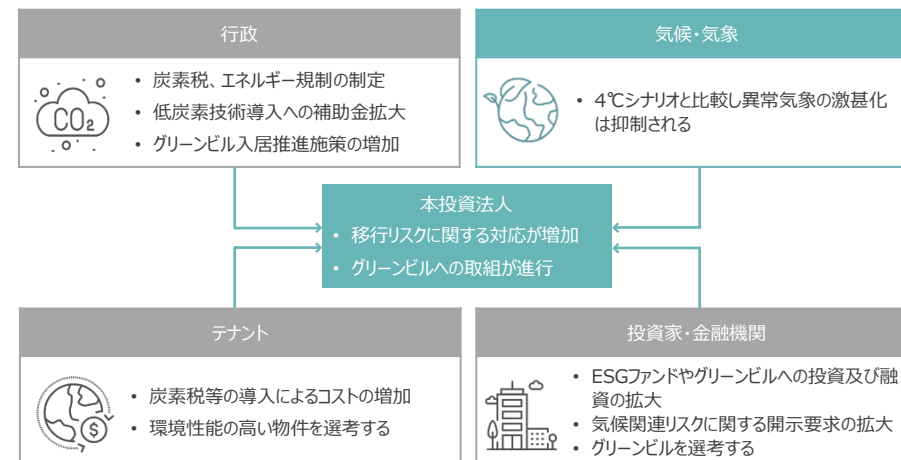 行政
• 炭素税、エネルギー規制の制定
• 低炭素技術導入への補助金拡大
• グリーンビル入居推進施策の増加
CO₂
気候・気象
• 4℃シナリオと比較し異常気象の激甚化
は抑制される
本投資法人
• 移行リスクに関する対応が増加
• グリーンビルへの取組が進行
テナント
• 炭素税等の導入によるコストの増加
• 環境性能の高い物件を選考する
$
投資家・金融機関
• ESGファンドやグリーンビルへの投資及び融
資の拡大
• 気候関連リスクに関する開示要求の拡大
• グリーンビルを選考する